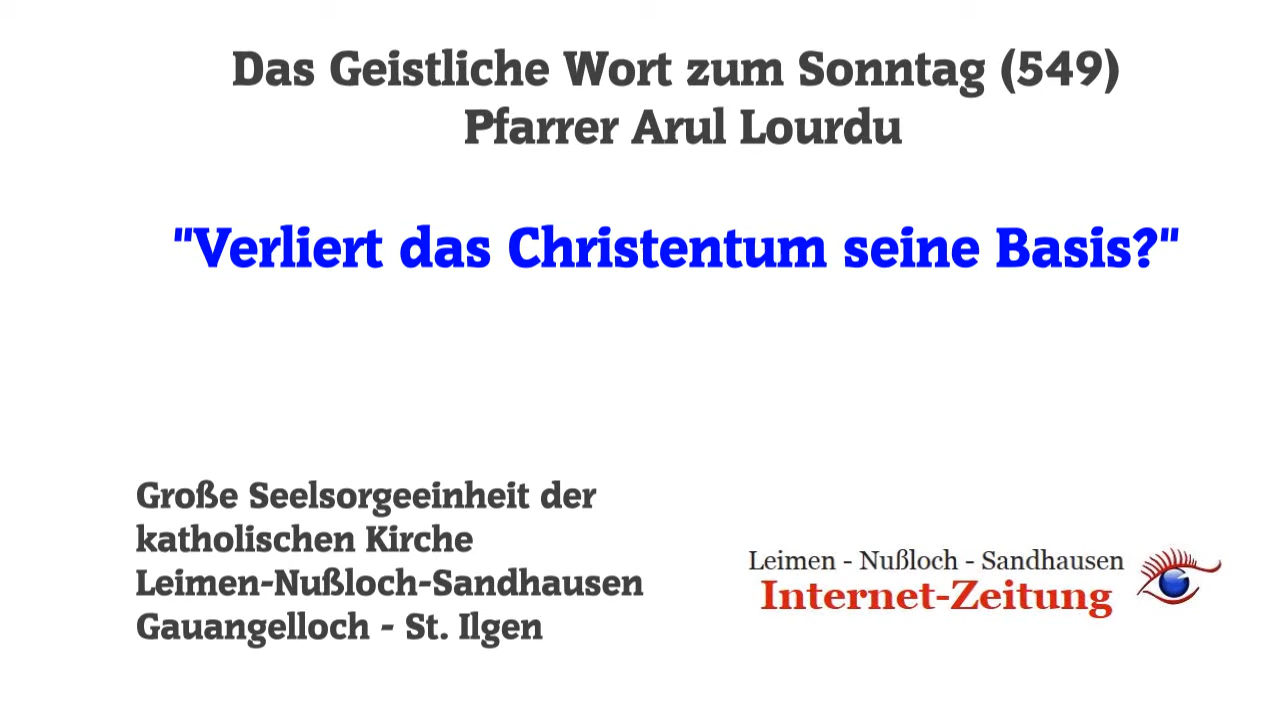 Das Geistliche Wort zum Sonntag (549)
Pfarrer Arul Lourdu
"Verliert das Christentum seine Basis?"
Große Seelsorgeeinheit der
katholischen Kirche
Leimen-Nußloch-Sandhausen
Gauangelloch - St. Ilgen
Leimen - Nußloch - Sandhausen
Internet-Zeitung